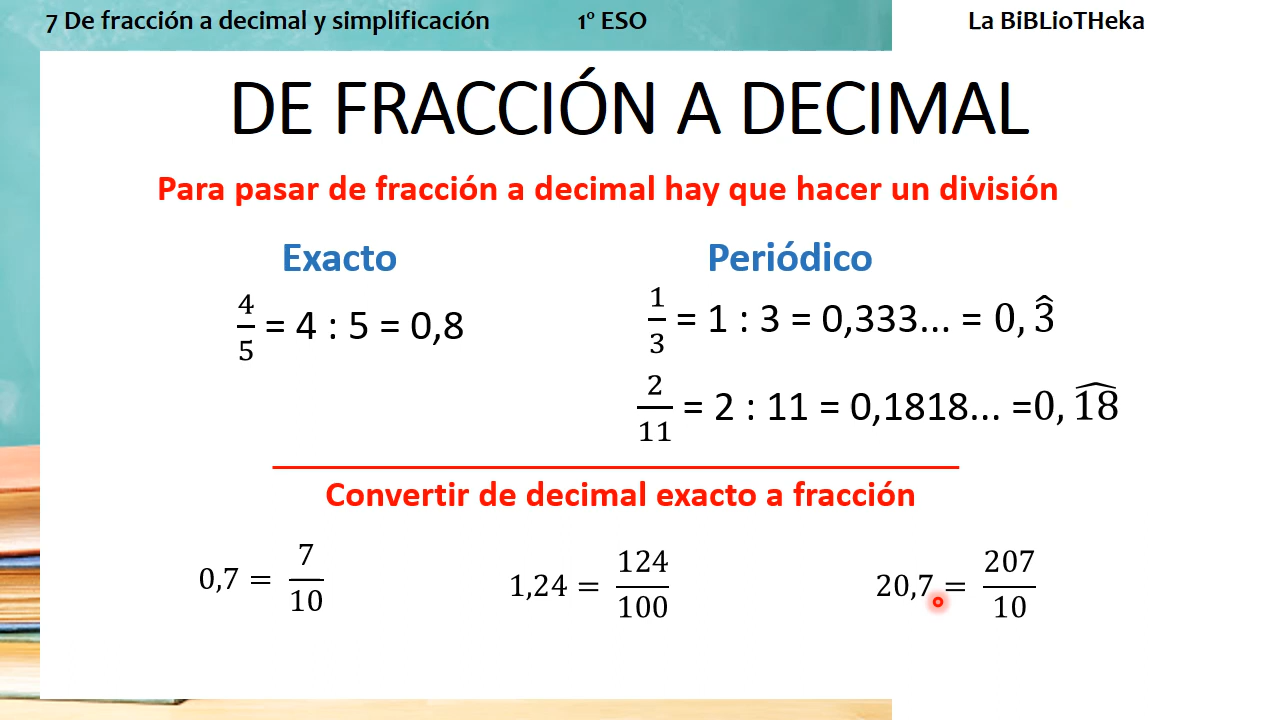 7 De fracción a decimal y simplificación 1º ESO La BiBLioTHeka
DE FRACCIÓN A DECIMAL
Para pasar de fracción a decimal hay que hacer un división
Exacto Periódico
4/5 = 4 : 5 = 0,8
1/3 = 1 : 3 = 0,333... = 0, 3̂
2/11 = 2 : 11 = 0,1818... =0, 1͡8
Convertir de decimal exacto a fracción
0,7 = 7/10 1,24 = 124/100 20,7 = 207/10